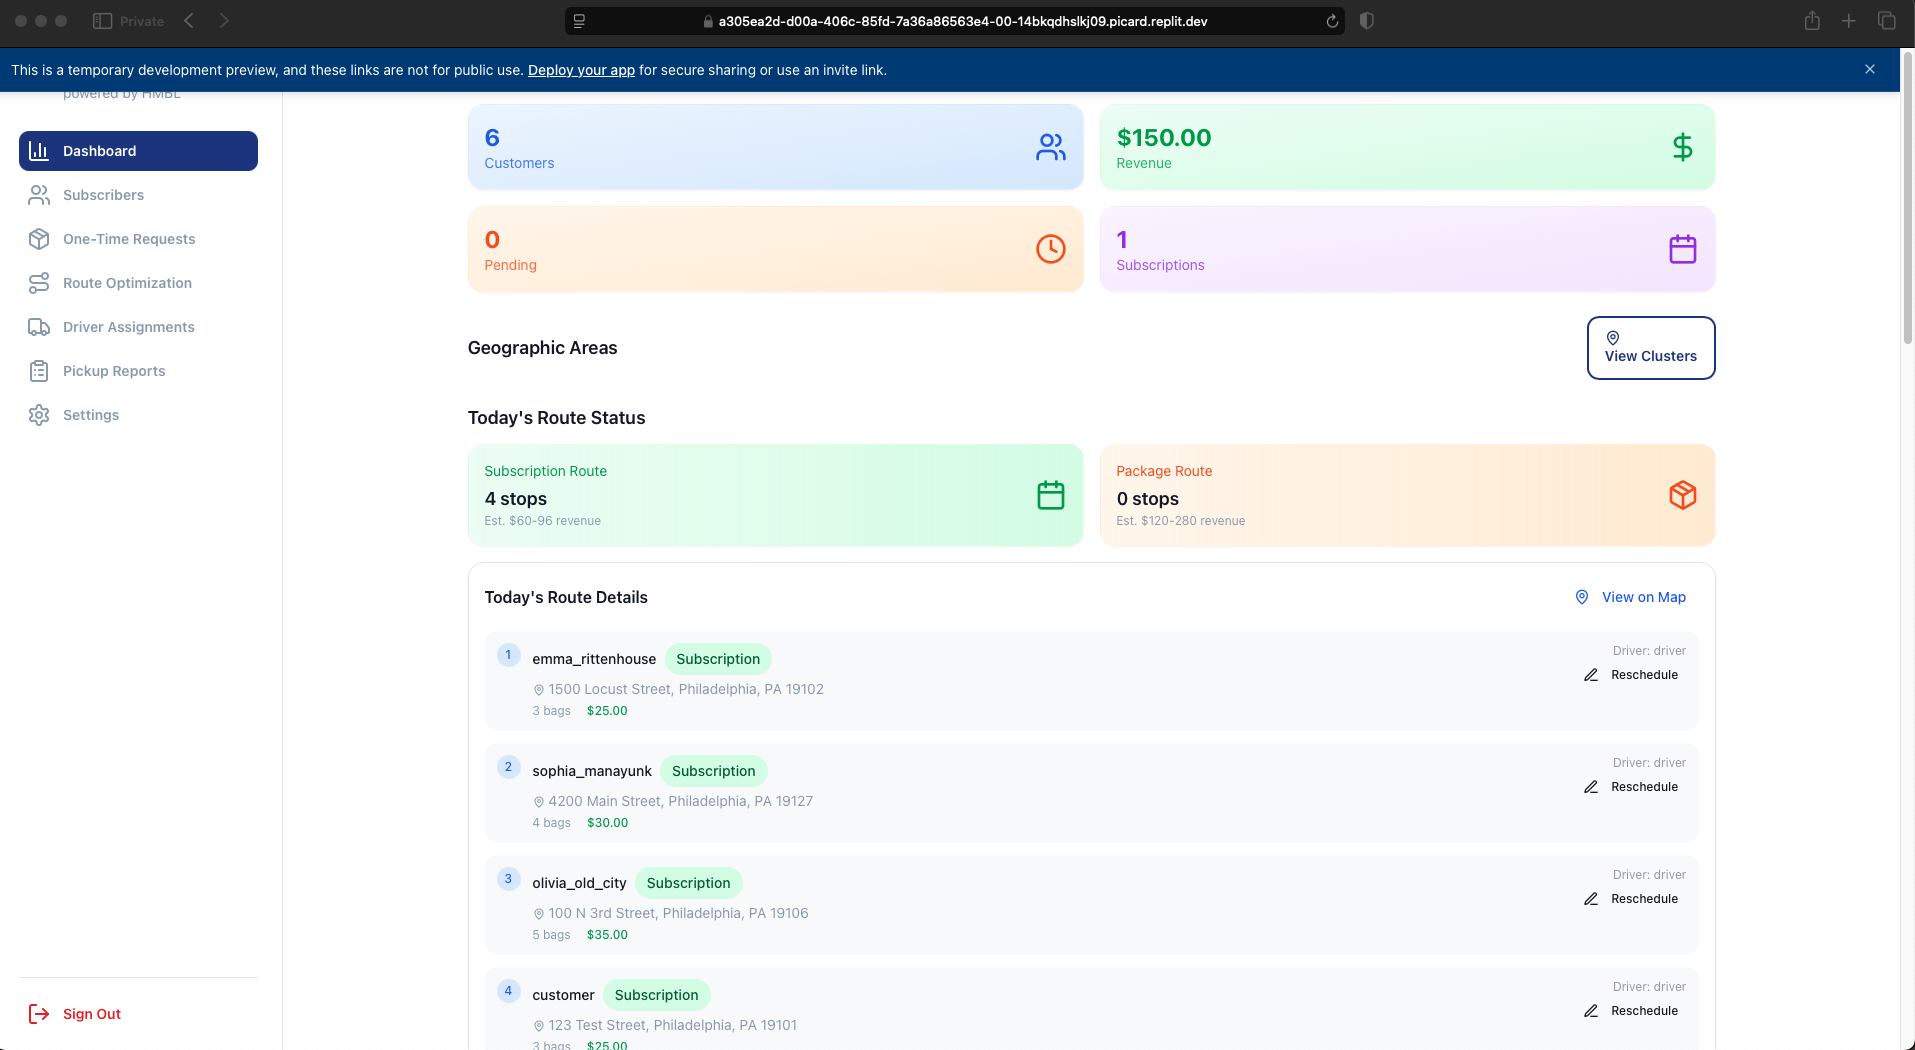 Private
a305ea2d-d00a-406c-85fd-7a36a86563e4-00-14bkqdhslkj09.picard.replit.dev
This is a temporary development preview, and these links are not for public use. Deploy your app for secure sharing or use an invite link.
powered by HMBL
Dashboard
Subscribers
One-Time Requests
Route Optimization
Driver Assignments
Pickup Reports
Settings
Sign Out
6
Customers
$150.00
Revenue
0
Pending
1
Subscriptions
Geographic Areas
View Clusters
Today's Route Status
Subscription Route
4 stops
Est. $60-96 revenue
Package Route
0 stops
Est. $120-280 revenue
Today's Route Details
View on Map
1
emma_rittenhouse Subscription
1500 Locust Street, Philadelphia, PA 19102
3 bags $25.00
Driver: driver
Reschedule
2
sophia_manayunk Subscription
4200 Main Street, Philadelphia, PA 19127
4 bags $30.00
Driver: driver
Reschedule
3
olivia_old_city Subscription
100 N 3rd Street, Philadelphia, PA 19106
5 bags $35.00
Driver: driver
Reschedule
4
customer Subscription
123 Test Street, Philadelphia, PA 19101
3 bags $25.00
Driver: driver
Reschedule